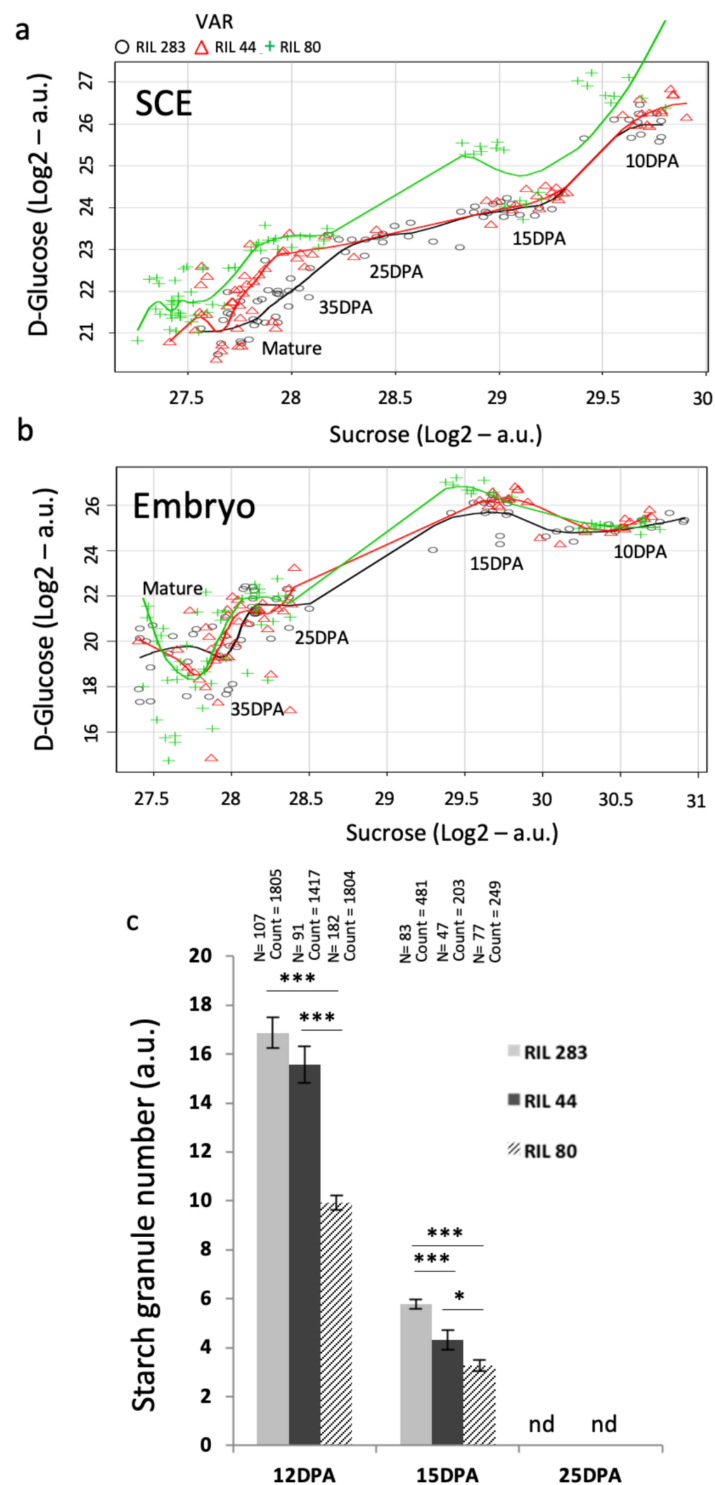 a
VAR
RIL 283 RIL 44 RIL 80
SCE
27
26
25
24
23
22
21
D-Glucose (Log2 – a.u.)
10DPA
15DPA
25DPA
35DPA
Mature
27.5 28 28.5 29 29.5 30
Sucrose (Log2 – a.u.)
b
Embryo
26
24
22
20
18
16
D-Glucose (Log2 – a.u.)
Mature
15DPA
10DPA
25DPA
35DPA
27.5 28 28.5 29 29.5 30 30.5 31
Sucrose (Log2 – a.u.)
c
N= 107
Count = 1805
N= 91
Count = 1417
N= 182
Count = 1804
N= 83
Count = 481
N= 47
Count = 203
N= 77
Count = 249
Starch granule number (a.u.)
20
18
16
14
12
10
8
6
4
2
0
***
***
RIL 283
RIL 44
RIL 80
***
***
*
nd nd
12DPA 15DPA 25DPA